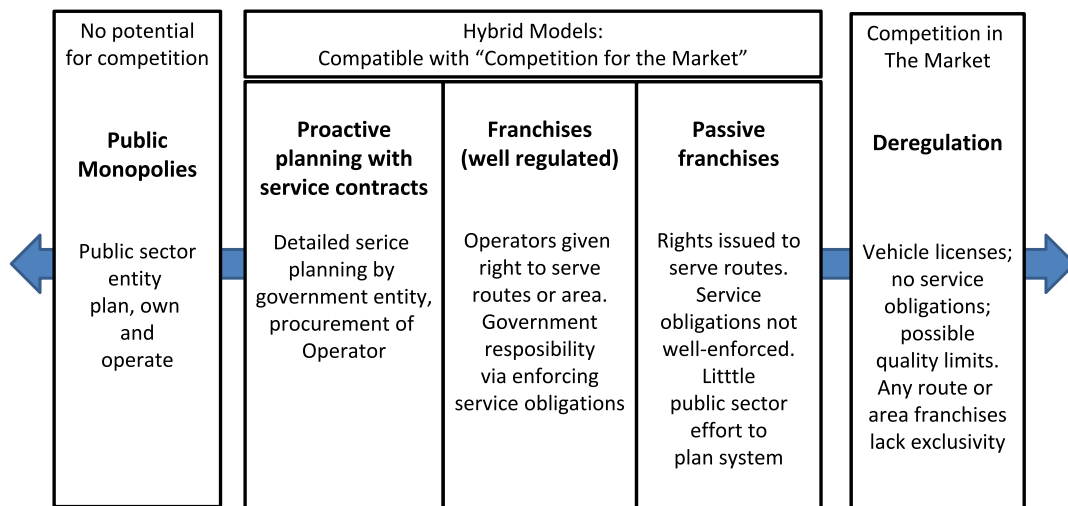 No potential
for competition
Public
Monopolies
Public sector
entity
plan, own
and
operate
Hybrid Models:
Compatible with “Competition for the Market”
Proactive
planning with
service contracts
Detailed serice
planning by
government entity,
procurement of
Operator
Franchises
(well regulated)
Operators given
right to serve
routes or area.
Government
resposibility
via enforcing
service obligations
Passive
franchises
Rights issued to
serve routes.
Service
obligations not
well-enforced.
Litttle
public sector
effort to
plan system
Competition in
The Market
Deregulation
Vehicle licenses;
no service
obligations;
possible
quality limits.
Any route or
area franchises
lack exclusivity